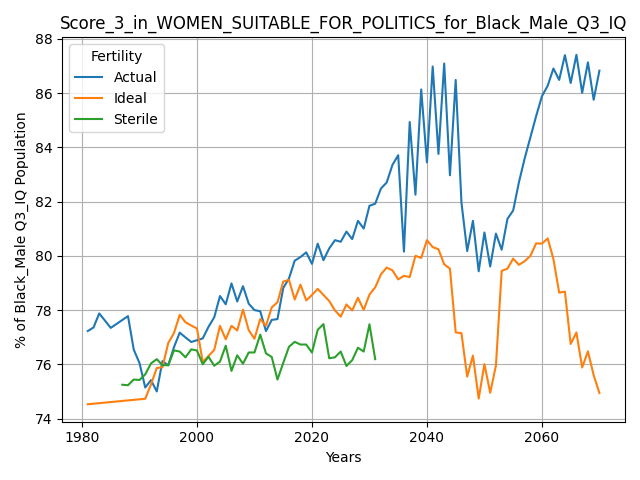 Score_3_in_WOMEN_SUITABLE_FOR_POLITICS_for_Black_Male_Q3_IQ
Fertility
Actual
Ideal
Sterile
% of Black_Male Q3_IQ Population
88
86
84
82
80
78
76
74
1980
2000
2020
2040
2060
Years